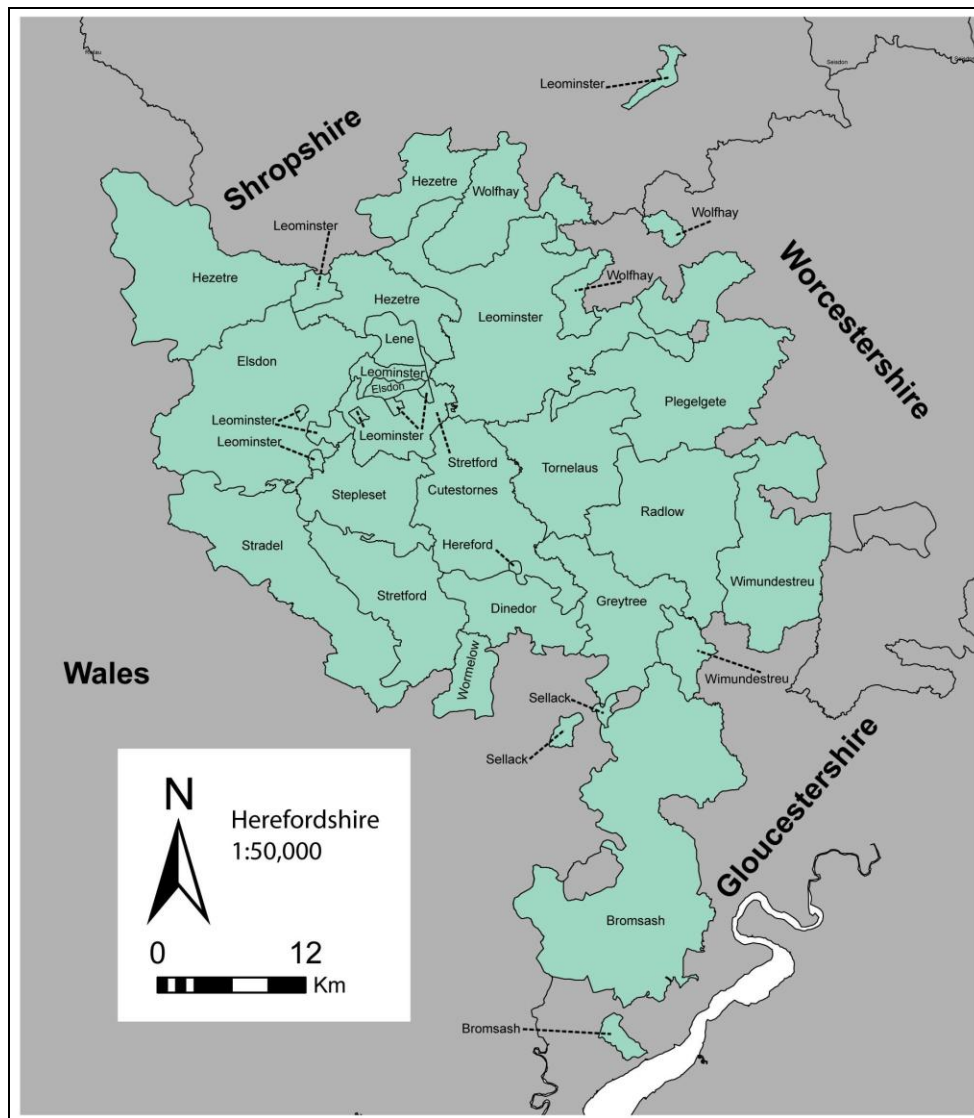 Leominster
Seisdon
Shropshire
Hezetre
Wolfhay
Wolfhay
Leominster
Worcestershire
Hezetre
Wolfhay
Hezetre
Leominster
Lene
Elsdon
Leominster
Elsdon
Plegelgete
Leominster
Leominster
Leominster
Stretford
Tornelaus
Stepleset
Cutestornes
Radlow
Hereford
Stradel
Wimundestreu
Stretford
Dinedor
Greytree
Wormelow
Wales
Wimundestreu
Sellack
Sellack
Gloucestershire
N
Herefordshire
1:50,000
0 12
Km
Bromsash
Bromsash